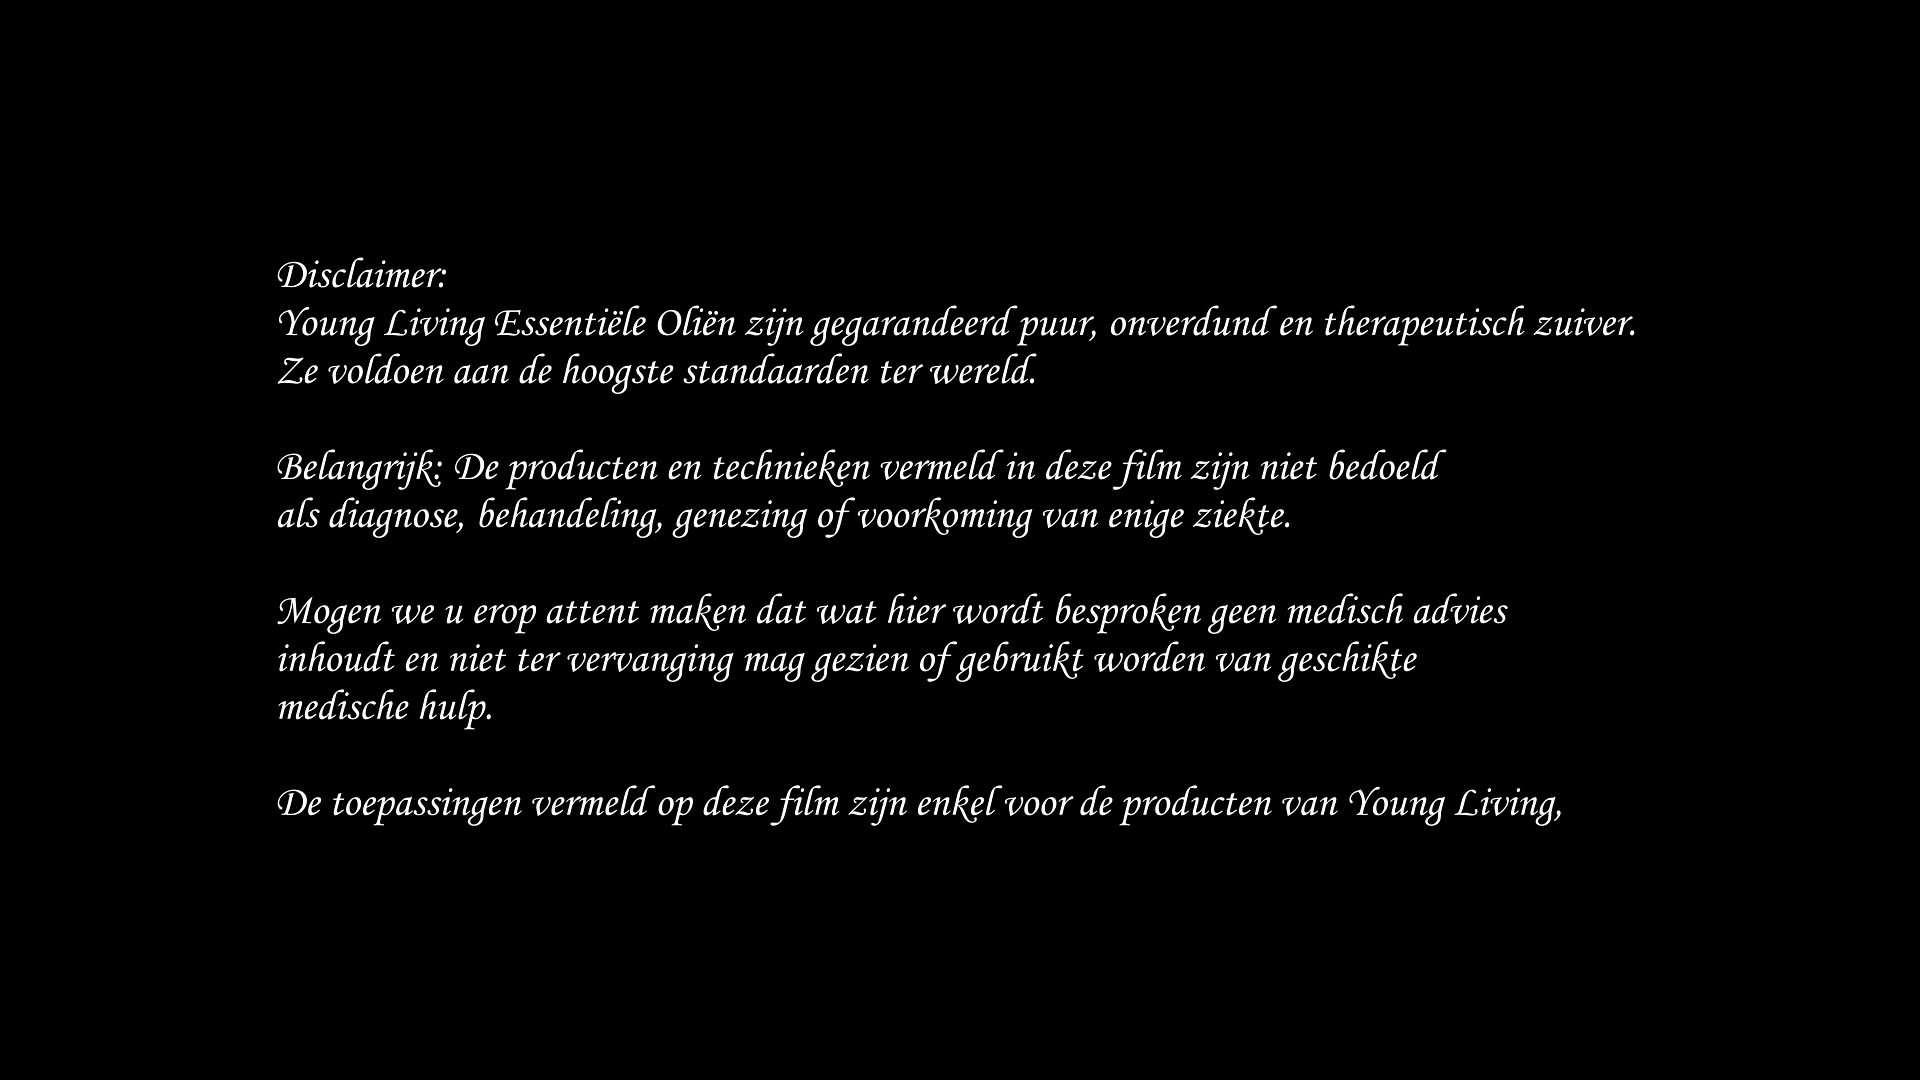 Disclaimer:
Young Living Essentiële Oliën zijn gegarandeerd puur, onverdund en therapeutisch zuiver.
Ze voldoen aan de hoogste standaarden ter wereld.
Belangrijk: De producten en technieken vermeld in deze film zijn niet bedoeld
als diagnose, behandeling, genezing of voorkoming van enige ziekte.
Mogen we u erop attent maken dat wat hier wordt besproken geen medisch advies
inhoudt en niet ter vervanging mag gezien of gebruikt worden van geschikte
medische hulp.
De toepassingen vermeld op deze film zijn enkel voor de producten van Young Living,